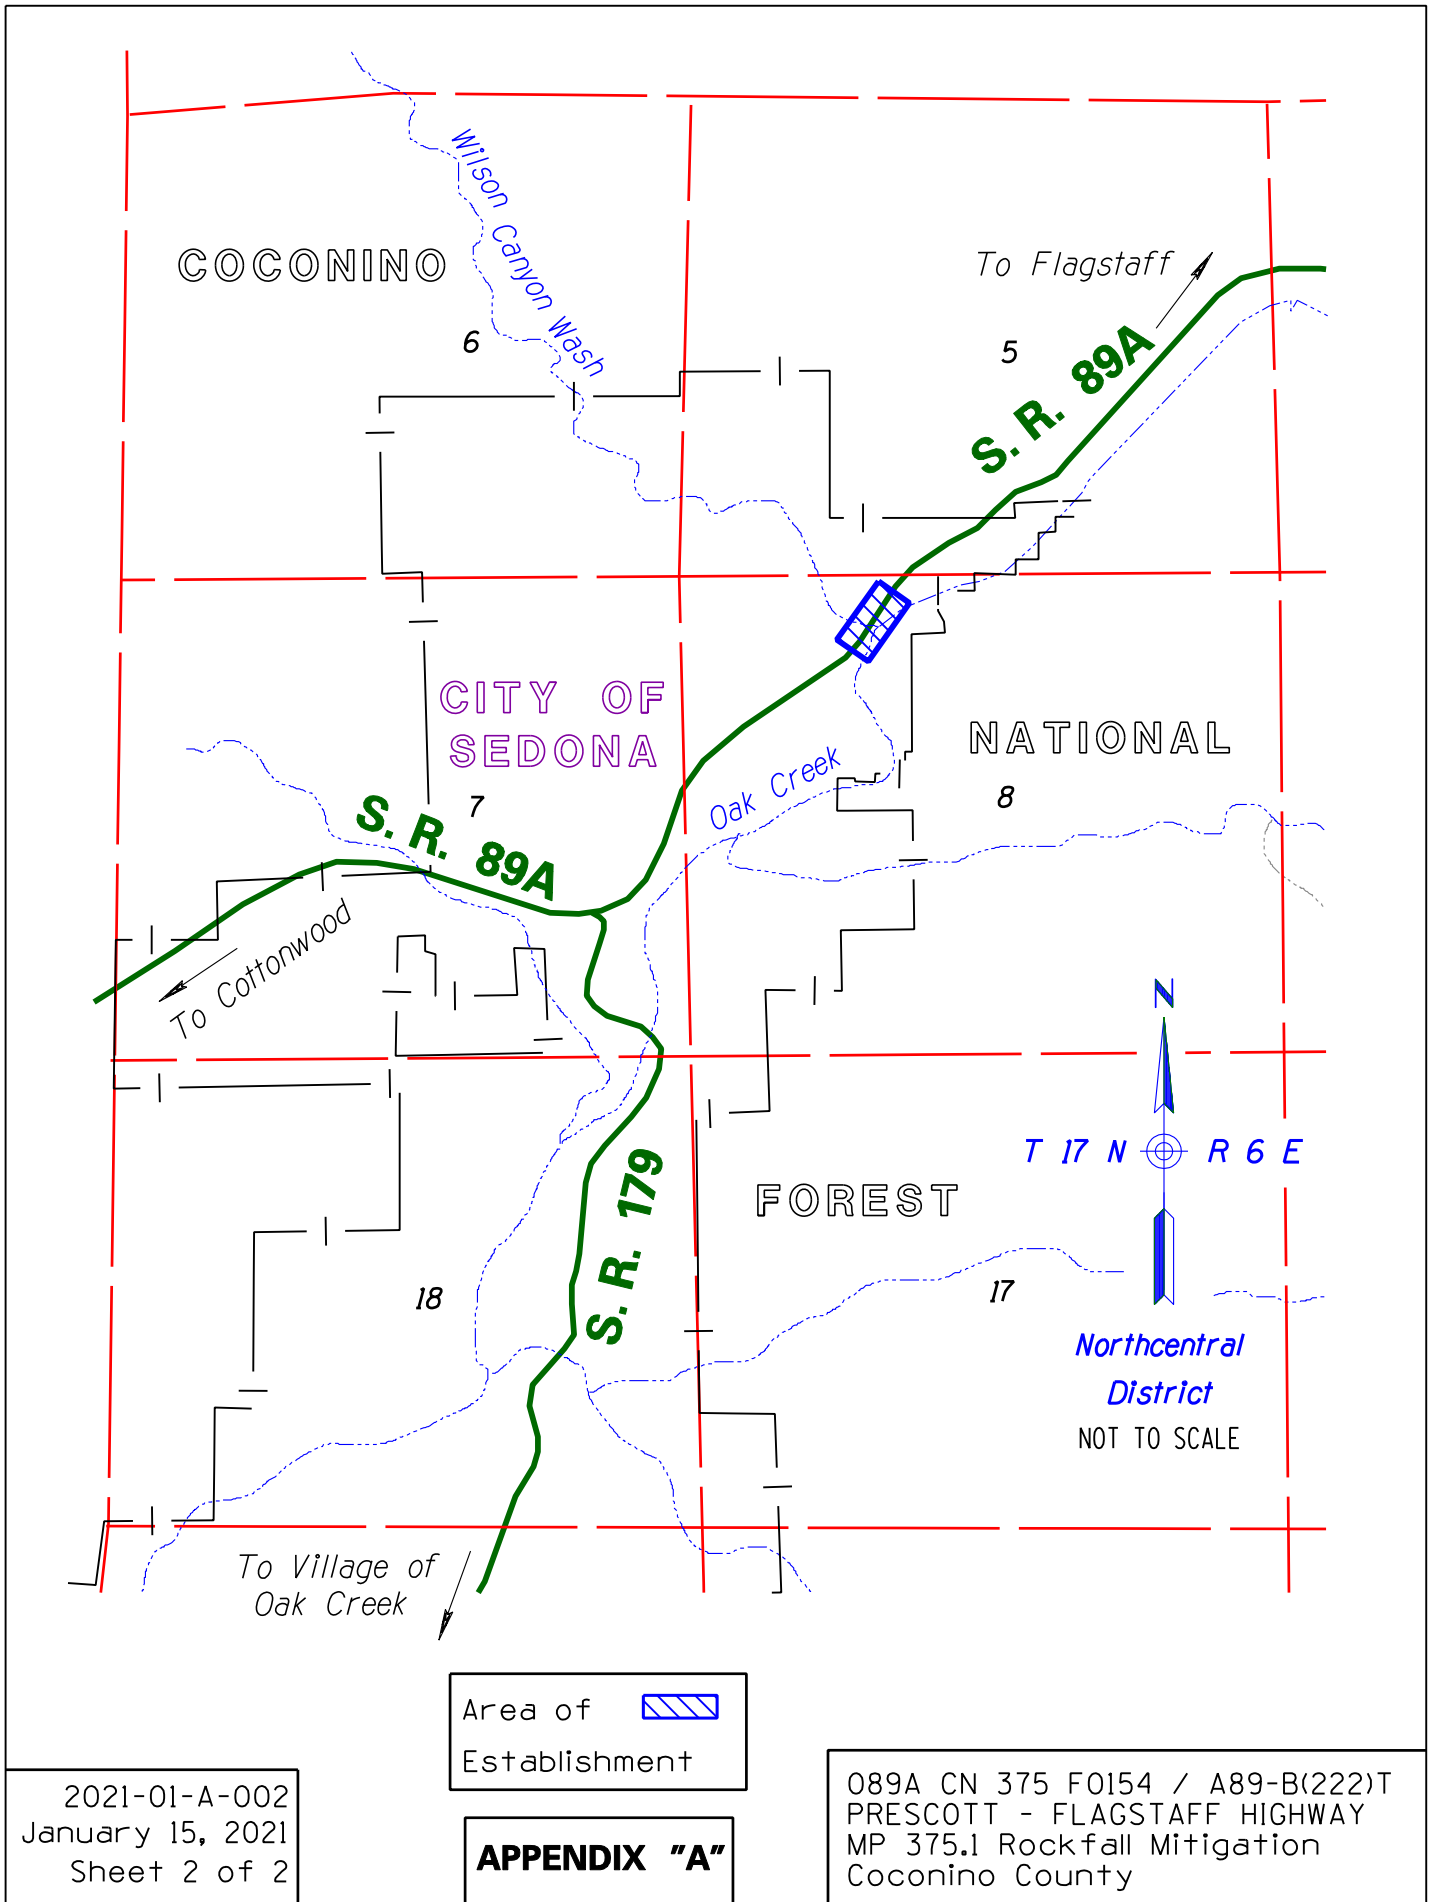 Wilson Canyon Wash
COCONINO
To Flagstaff
6
5
S. R. 89A
CITY OF
SEDONA
NATIONAL
Oak Creek
7
8
S. R. 89A
To Cottonwood
N
T 17 N R 6 E
FOREST
S. R. 179
18
17
Northcentral
District
NOT TO SCALE
To Village of
Oak Creek
Area of
Establishment
2021-01-A-002
January 15, 2021
Sheet 2 of 2
APPENDIX "A"
089A CN 375 F0154 / A89-B(222)T
PRESCOTT - FLAGSTAFF HIGHWAY
MP 375.1 Rockfall Mitigation
Coconino County